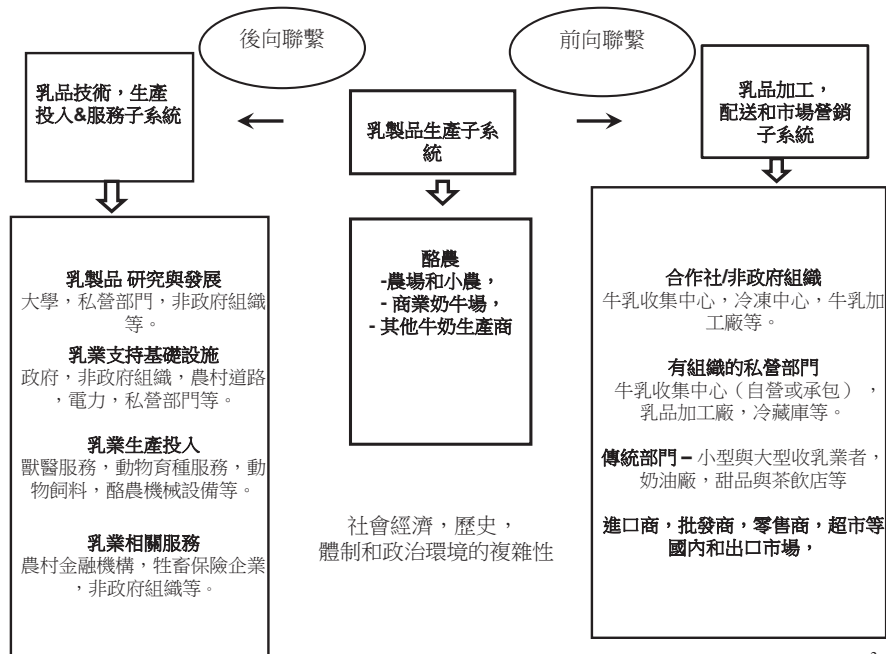 後向聯繫
前向聯繫
乳品技術，生產
投入&服務子系統
乳製品生產子系
統
乳品加工，
配送和市場營銷
子系統
乳製品 研究與發展
大學，私營部門，非政府組織
等。
乳業支持基礎設施
政府，非政府組織，農村道路
，電力，私營部門等。
乳業生產投入
獸醫服務，動物育種服務，動
物飼料，酪農機械設備等。
乳業相關服務
農村金融機構，牲畜保險企業
，非政府組織等。
酪農
-農場和小農，
- 商業奶牛場，
- 其他牛奶生產商
社會經濟，歷史，
體制和政治環境的複雜性
合作社/非政府組織
牛乳收集中心，冷凍中心，牛乳加
工廠等。
有組織的私營部門
牛乳收集中心（自營或承包），
乳品加工廠，冷藏庫等。
傳統部門 – 小型與大型收乳業者，
奶油廠，甜品與茶飲店等
進口商，批發商，零售商，超市等
國內和出口市場，